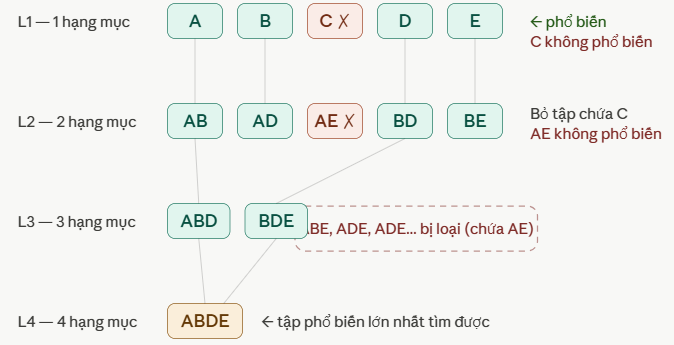 L1 — 1 hạng mục A B C ✗ D E ← phổ biến
C không phổ biến
L2 — 2 hạng mục AB AD AE ✗ BD BE Bỏ tập chứa C
AE không phổ biến
L3 — 3 hạng mục ABD BDE BE, ADE, ADE... bị loại (chứa AE)
L4 — 4 hạng mục ABDE ← tập phổ biến lớn nhất tìm được